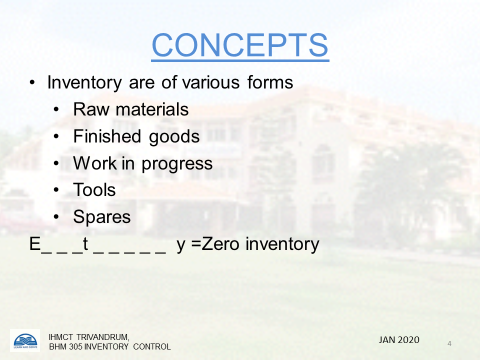 CONCEPTS
• Inventory are of various forms
• Raw materials
• Finished goods
• Work in progress
• Tools
• Spares
E_ _ _t _ _ _ _ _ y =Zero inventory
IHMCT TRIVANDRUM,
BHM 305 INVENTORY CONTROL
JAN 2020
4